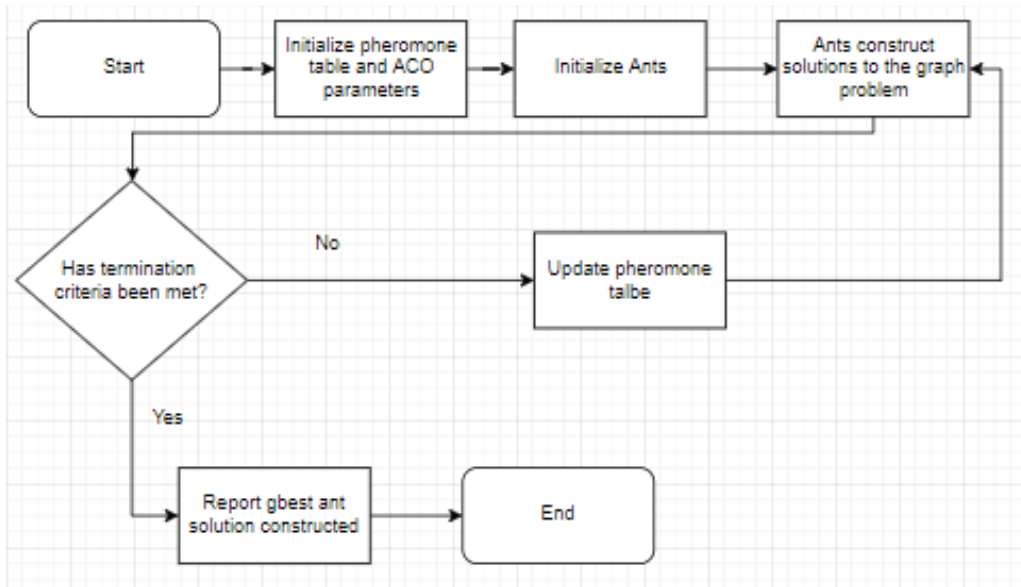 Start
Initialize pheromone
table and ACO
parameters
Initialize Ants
Ants construct
solutions to the graph
problem
No
Has termination
criteria been met?
Update pheromone
talbe
Yes
Report gbest ant
solution constructed
End